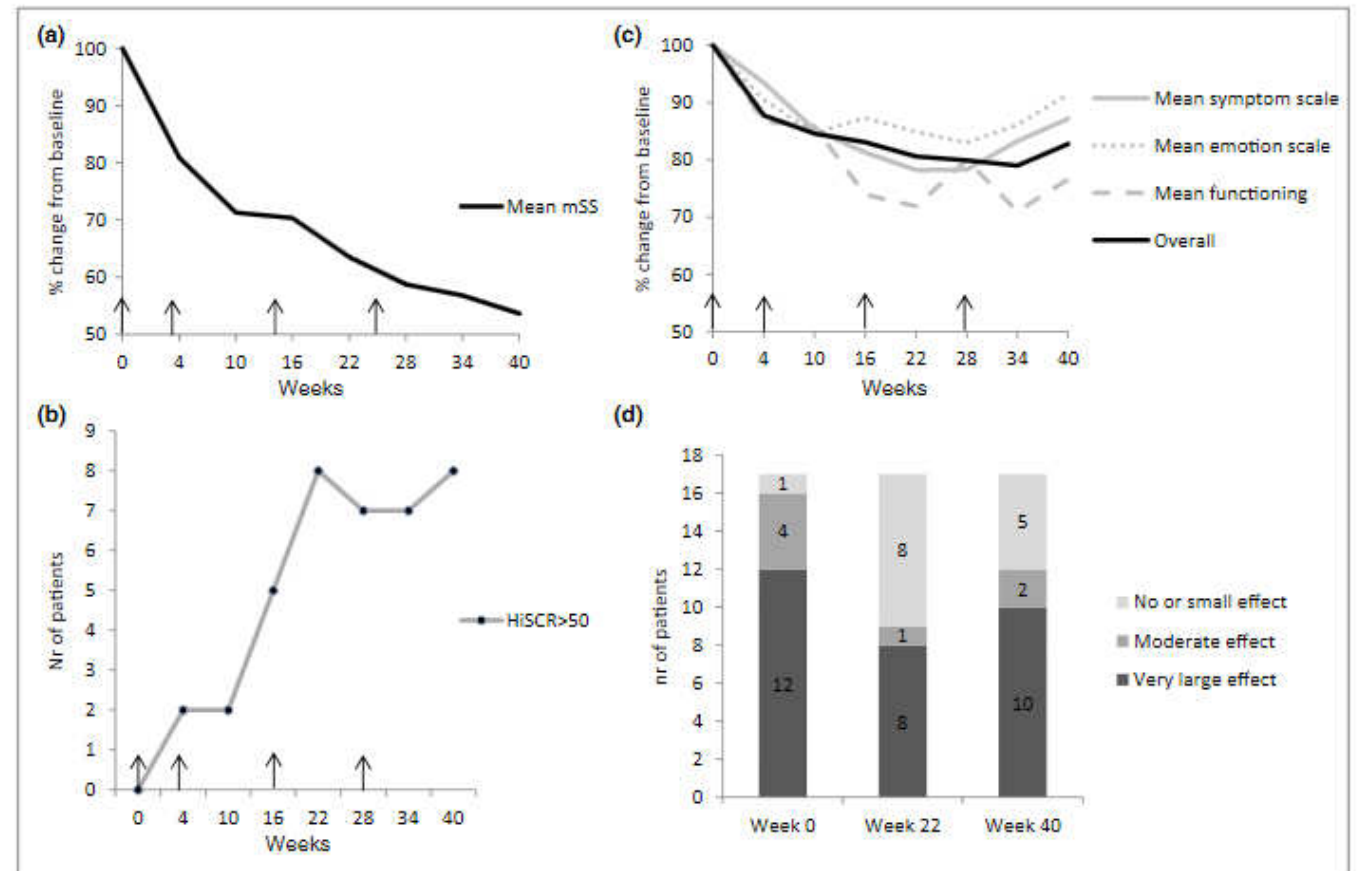 (a)
% change from baseline
100
90
80
70
60
50
0 4 10 16 22 28 34 40
Weeks
Mean mSS
(c)
% change from baseline
100
90
80
70
60
50
0 4 10 16 22 28 34 40
Weeks
Mean symptom scale
Mean emotion scale
Mean functioning
Overall
(b)
Nr of patients
9
8
7
6
5
4
3
2
1
0
0 4 10 16 22 28 34 40
Weeks
HiSCR>50
(d)
nr of patients
18
16
14
12
10
8
6
4
2
0
1
4
12
8
1
8
5
2
10
Week 0 Week 22 Week 40
No or small effect
Moderate effect
Very large effect